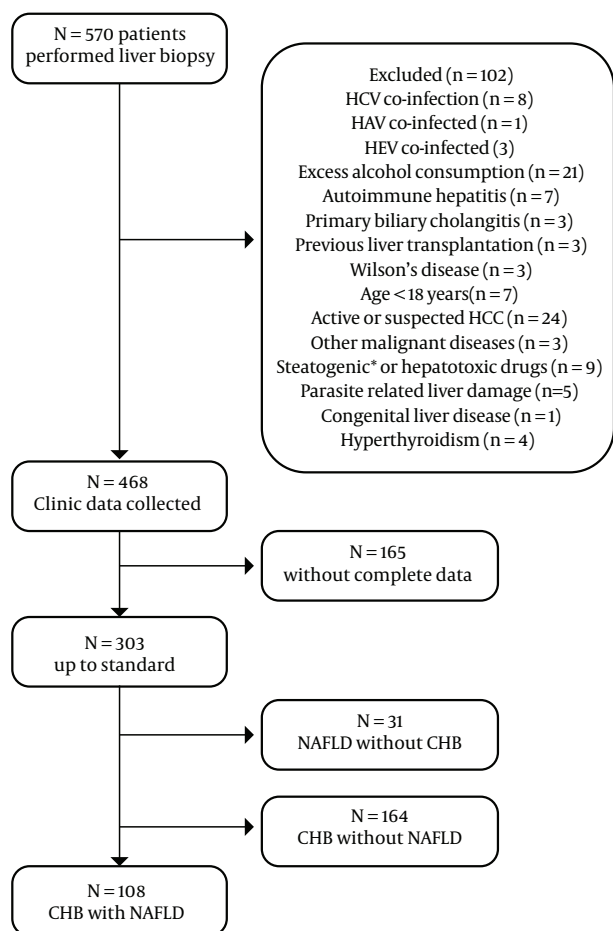 N = 570 patients
performed liver biopsy
Excluded (n = 102)
HCV co-infection (n = 8)
HAV co-infected (n = 1)
HEV co-infected (3)
Excess alcohol consumption (n = 21)
Autoimmune hepatitis (n = 7)
Primary biliary cholangitis (n = 3)
Previous liver transplantation (n = 3)
Wilson's disease (n = 3)
Age <18 years(n = 7)
Active or suspected HCC (n = 24)
Other malignant diseases (n = 3)
Steatogenic* or hepatotoxic drugs (n = 9)
Parasite related liver damage (n=5)
Congenital liver disease (n = 1)
Hyperthyroidism (n = 4)
N = 468
Clinic data collected
N = 165
without complete data
N = 303
up to standard
N = 31
NAFLD without CHB
N = 164
CHB without NAFLD
N = 108
CHB with NAFLD